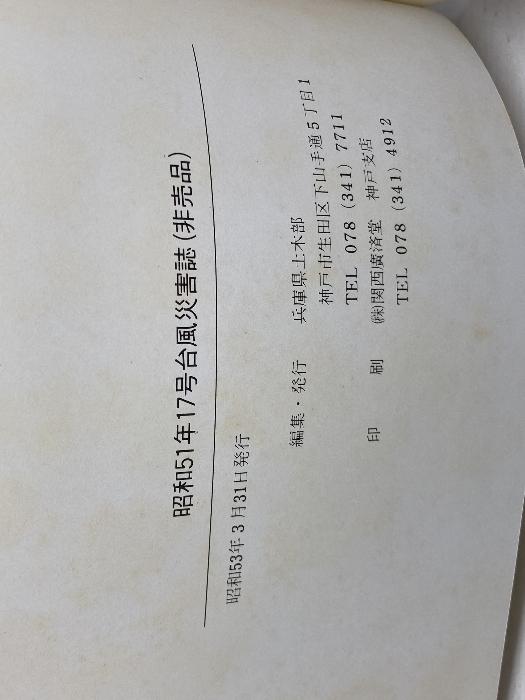 昭和51年17号台風災害誌(非売品)
昭和53年3月31日発行
編集・発行 兵庫県土木部
神戸市生田区下山手通5丁目1
TEL 078 (341) 7711
印 刷 ㈱関西廣済堂 神戸支店
TEL 078 (341) 4912